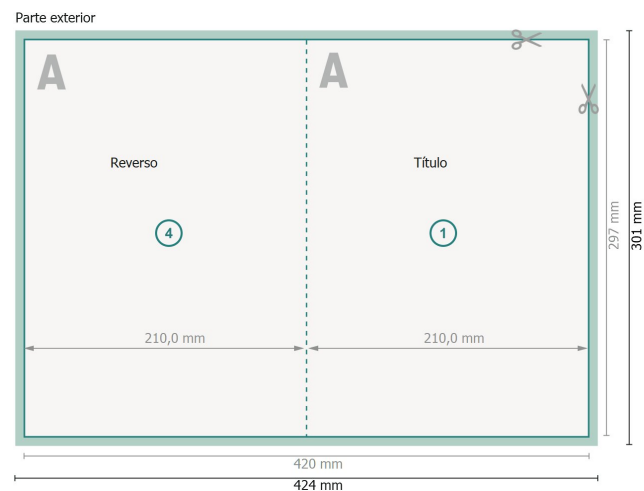 Parte exterior
A
A
Reverso
Título
4
1
210,0 mm
210,0 mm
297 mm
301 mm
420 mm
424 mm